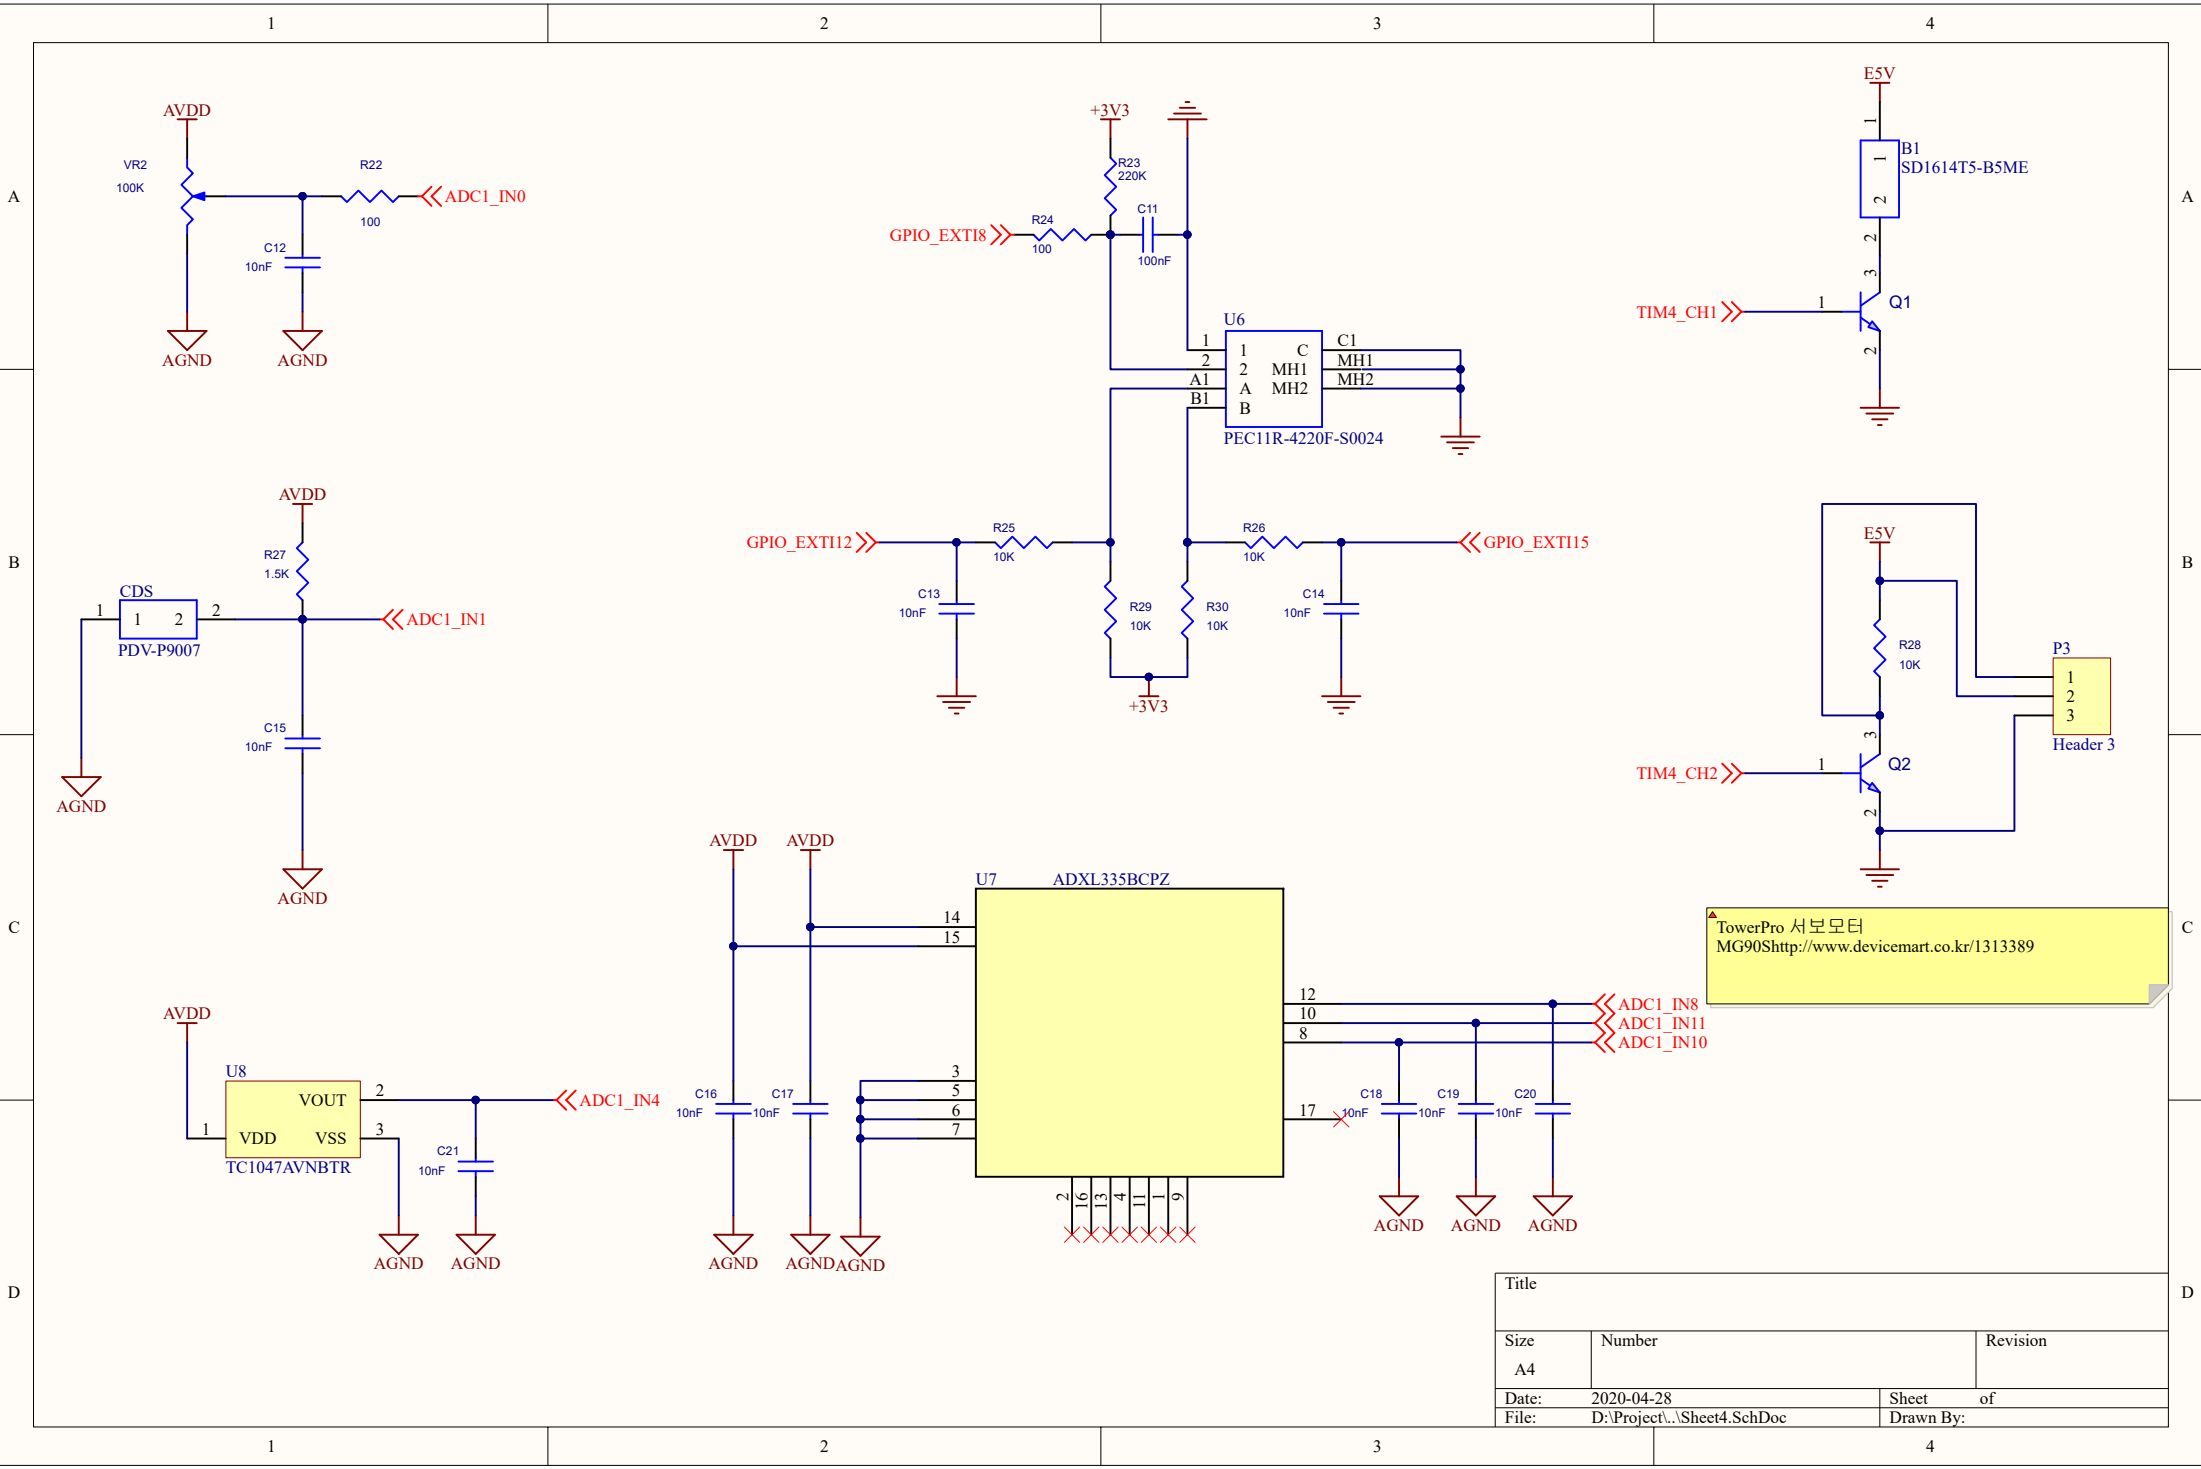 1
2
3
4
A
A
AVDD
VR2
100K
R22
100
ADC1_IN0
C12
10nF
AGND
AGND
+3V3
R23
220K
R24
100
C11
100nF
GPIO_EXTI8
U6
1
2
A1
B1
1
2
A
B
C
MH1
MH2
C1
MH1
MH2
PEC11R-4220F-S0024
E5V
1
1
2
2
B1
SD1614T5-B5ME
3
Q1
TIM4_CH1
1
2
B
B
AVDD
R27
1.5K
CDS
1
1
2
2
PDV-P9007
ADC1_IN1
C15
10nF
AGND
AGND
GPIO_EXTI12
R25
10K
R26
10K
GPIO_EXTI15
C13
10nF
R29
10K
R30
10K
C14
10nF
+3V3
E5V
R28
10K
P3
1
2
3
Header 3
3
Q2
TIM4_CH2
1
2
C
C
AVDD
AVDD
U7
ADXL335BCPZ
14
15
3
5
6
7
12
10
8
17
2
16
13
4
11
1
9
ADC1_IN8
ADC1_IN11
ADC1_IN10
C16
10nF
C17
10nF
C18
10nF
C19
10nF
C20
10nF
AGND
AGND
AGND
AGND
AGND
AGND
TowerPro 서보모터
MG90Shttp://www.devicemart.co.kr/1313389
AVDD
U8
VOUT
VDD
VSS
2
1
3
TC1047AVNBTR
ADC1_IN4
C21
10nF
AGND
AGND
D
D
Title
Size
Number
Revision
A4
Date:
2020-04-28
Sheet of
File:
D:\Project\..\Sheet4.SchDoc
Drawn By:
1
2
3
4